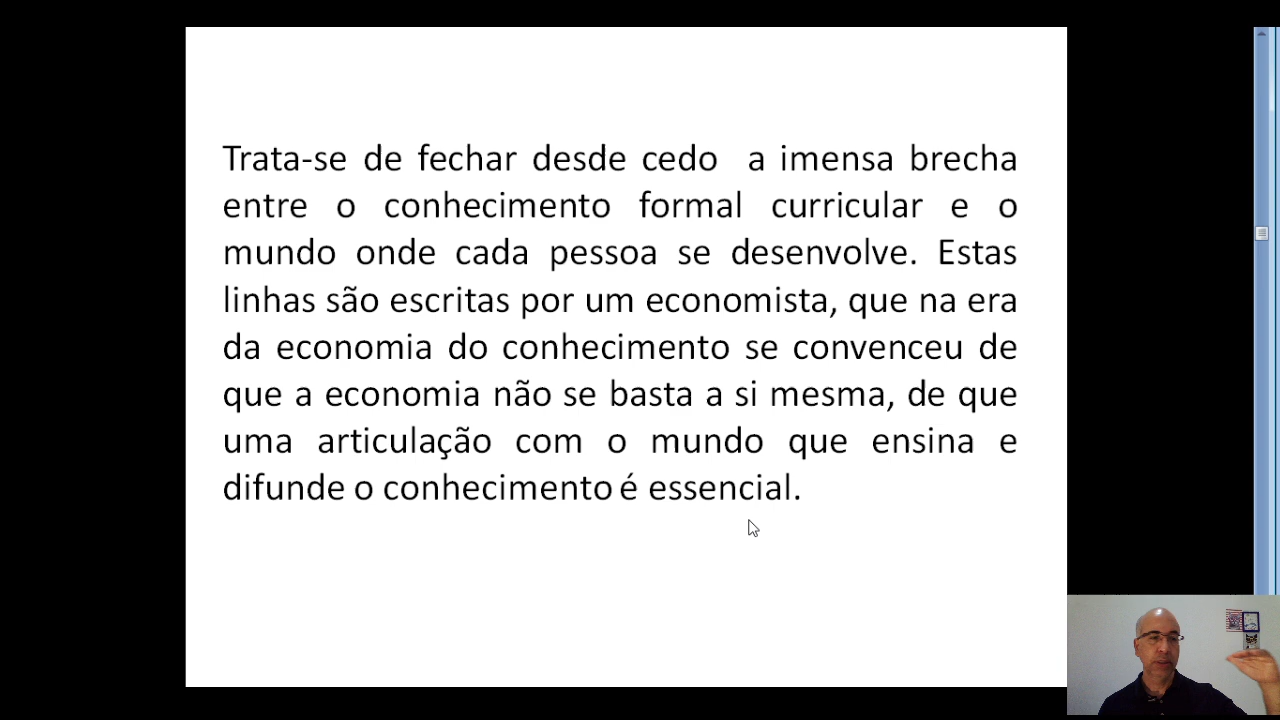 Trata-se de fechar desde cedo a imensa brecha
entre o conhecimento formal curricular e o
mundo onde cada pessoa se desenvolve. Estas
linhas são escritas por um economista, que na era
da economia do conhecimento se convenceu de
que a economia não se basta a si mesma, de que
uma articulação com o mundo que ensina e
difunde o conhecimento é essencial.